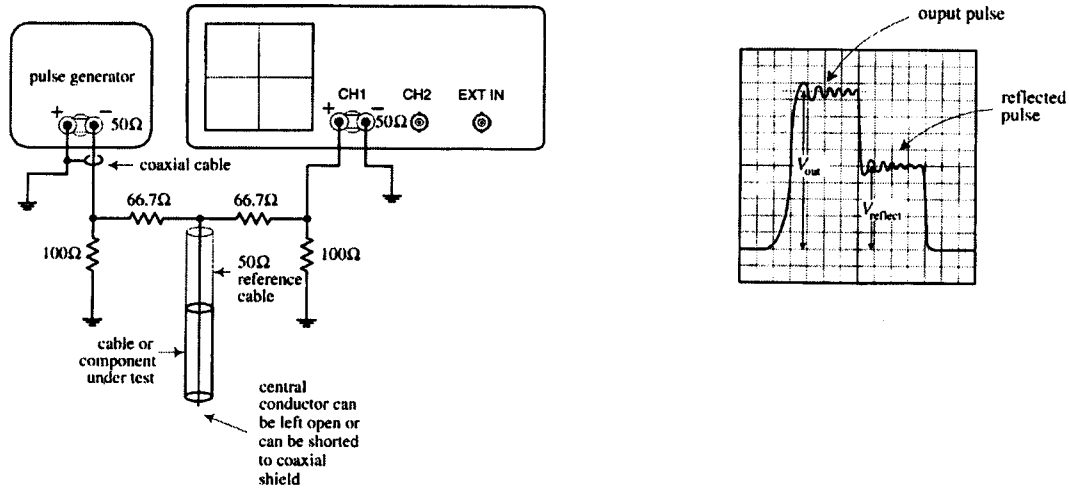 pulse generator
+
−
50Ω
coaxial cable
+
CH1
−
50Ω
CH2
EXT IN
66.7Ω
66.7Ω
100Ω
100Ω
50Ω
reference
cable
cable or
component
under test
central
conductor can
be left open or
can be shorted
to coaxial
shield
ouput pulse
reflected
pulse
Vout
Vreflect